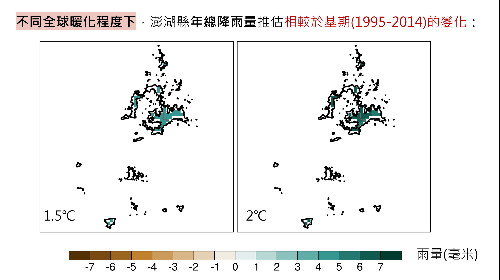 不同全球暖化程度下，澎湖縣年總降雨量推估相較於基期(1995-2014)的變化：
1.5℃
2℃
-7 -6 -5 -4 -3 -2 -1 0 1 2 3 4 5 6 7
雨量(毫米)